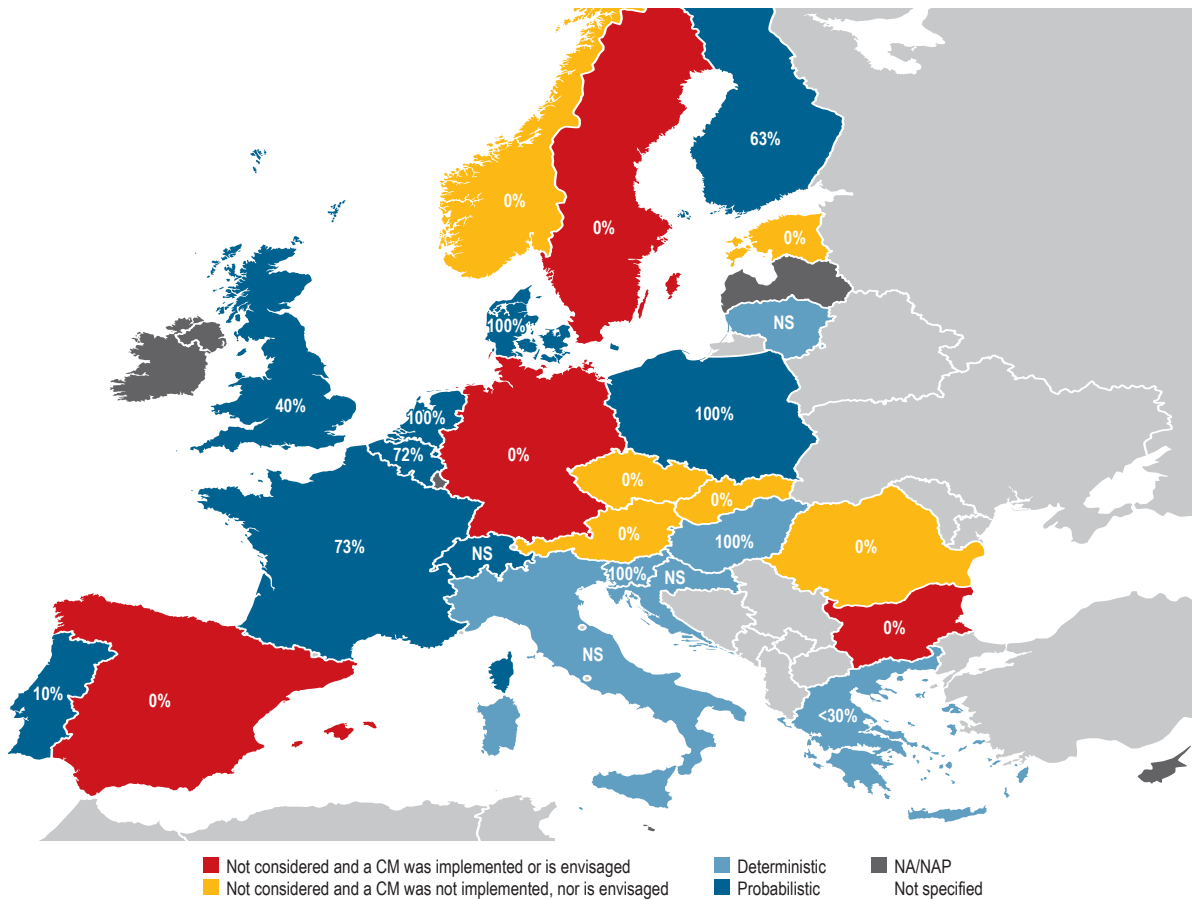 63%
0%
0%
0%
NS
100%
40%
100%
100%
72%
0%
0%
0%
73%
NS
0%
100%
0%
100%
NS
0%
NS
10%
0%
<30%
Not considered and a CM was implemented or is envisaged
Not considered and a CM was not implemented, nor is envisaged
Deterministic
Probabilistic
NA/NAP
Not specified